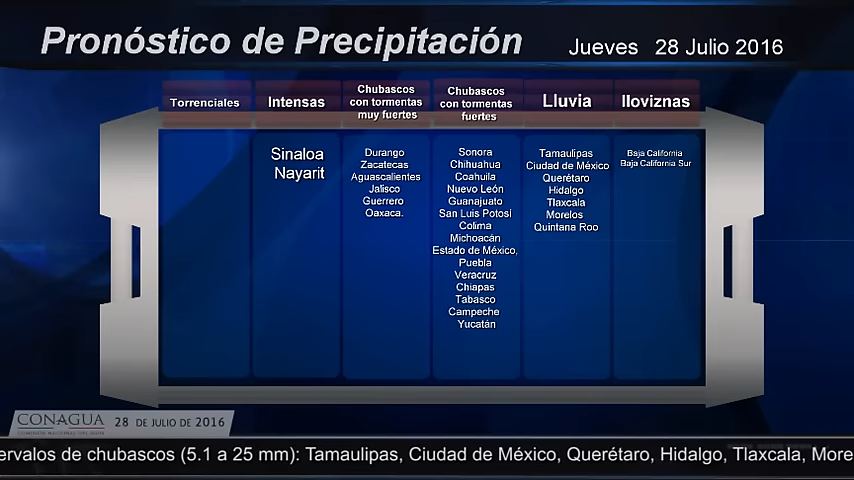 Pronóstico de Precipitación
Jueves 28 Julio 2016
Torrenciales
Intensas
Sinaloa
Nayarit
Chubascos
con tormentas
muy fuertes
Durango
Zacatecas
Aguascalientes
Jalisco
Guerrero
Oaxaca.
Chubascos
con tormentas
fuertes
Sonora
Chihuahua
Coahuila
Nuevo León
Guanajuato
San Luis Potosí
Colima
Michoacán
Estado de México,
Puebla
Veracruz
Chiapas
Tabasco
Campeche
Yucatán
Lluvia
Tamaulipas
Ciudad de México
Querétaro
Hidalgo
Tlaxcala
Morelos
Quintana Roo
lloviznas
Baja California
Baja California Sur
CONAGUA
28 DE JULIO DE 2016
ervalos de chubascos (5.1 a 25 mm): Tamaulipas, Ciudad de México, Querétaro, Hidalgo, Tlaxcala, More